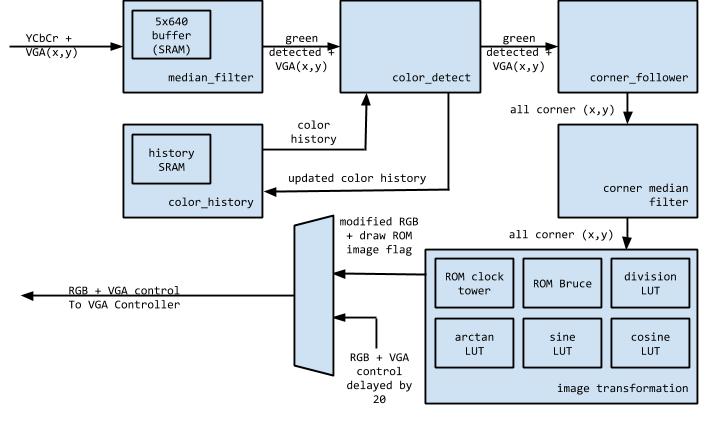 YCbCr +
VGA(x,y)
5x640
buffer
(SRAM)
median_filter
green
detected +
VGA(x,y)
color_detect
green
detected +
VGA(x,y)
corner_follower
all corner (x,y)
color
history
history
SRAM
color_history
updated color history
corner median
filter
all corner (x,y)
modified RGB
+ draw ROM
image flag
ROM clock
tower
ROM Bruce
division
LUT
arctan
LUT
sine
LUT
cosine
LUT
image transformation
RGB + VGA control
To VGA Controller
RGB + VGA
control
delayed by
20